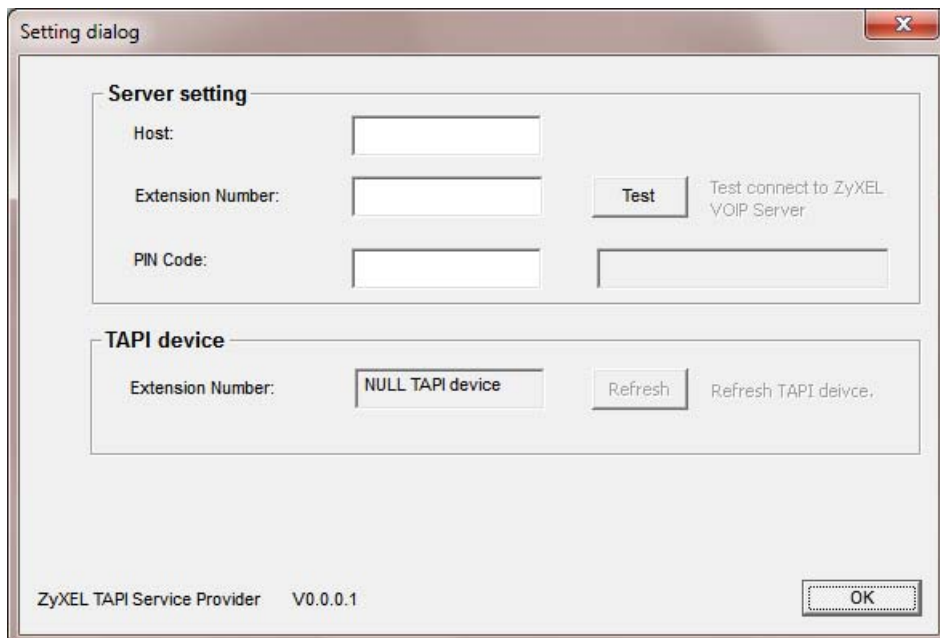 Setting dialog
Server setting
Host:
Extension Number:
Test
Test connect to ZyXEL
VOIP Server
PIN Code:
TAPI device
Extension Number:
NULL TAPI device
Refresh
Refresh TAPI deivce.
ZyXEL TAPI Service Provider V0.0.0.1
OK